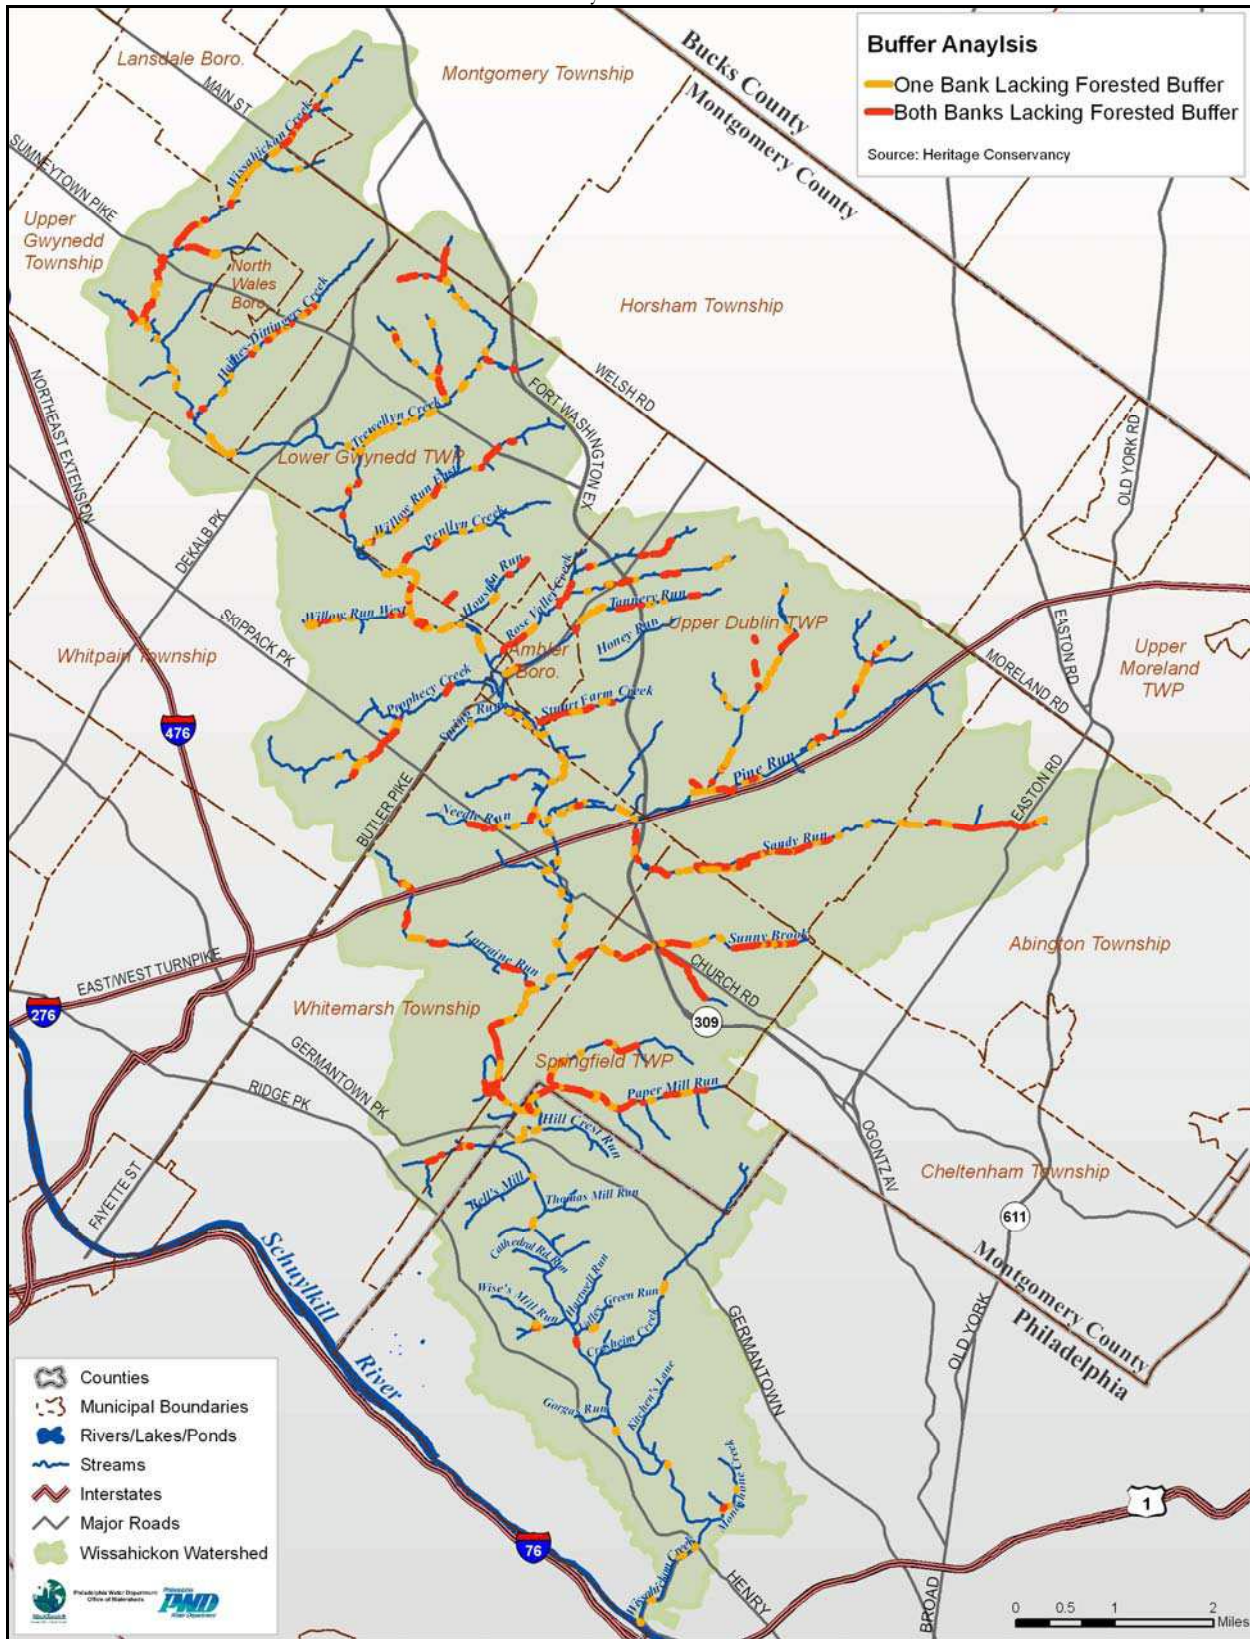 Buffer Anaylsis
One Bank Lacking Forested Buffer
Both Banks Lacking Forested Buffer
Source: Heritage Conservancy
Bucks County
Montgomery County
Lansdale Boro.
Montgomery Township
MAIN ST
SUMNEYTOWN PIKE
Wissahickan Creek
Upper
Gwynedd
Township
North
Wales
Boro.
Horsham Township
NORTHEAST EXTENSION
FORT WASHINGTON EX
WELSH RD
Trewellyn Creek
Lower Gwynedd TWP
OLD YORK RD
Willow Run East
DEKALB PK
Penllyn Creek
SKIPPACK PK
Houston Run
Rose Valley Creek
Tannery Run
Willow Run West
Honey Run
Upper Dublin TWP
EASTON RD
Whitpain Township
Ambler
Boro.
MORELAND RD
Upper
Moreland
TWP
Prophecy Creek
Stuart Farm Creek
Spring Run
476
Pine Run
EASTON RD
BUTLER PIKE
Needle Run
Sandy Run
Lorraine Run
Sunny Brook
Abington Township
EAST/WEST TURNPIKE
CHURCH RD
276
Whitemarsh Township
309
GERMANTOWN PK
Springfield TWP
RIDGE PK
Paper Mill Run
Hill Crest Run
OGONTZ AV
FAYETTE ST
Bell's Mill
Thomas Mill Run
Cheltenham Township
611
Schuylkill
River
Cathedral Rd Run
Hartwell Run
Wise's Mill Run
Valley Green Run
Cresheim Creek
Montgomery County
Philadelphia
GERMANTOWN
OLD YORK
Gorgas Run
Kitchen's Lane
Monoshone Creek
1
76
Wissahickan Creek
HENRY
BROAD
Counties
Municipal Boundaries
Rivers/Lakes/Ponds
Streams
Interstates
Major Roads
Wissahickon Watershed
Philadelphia Water Department
Office of Watersheds
PWD
0 0.5 1 2
Miles